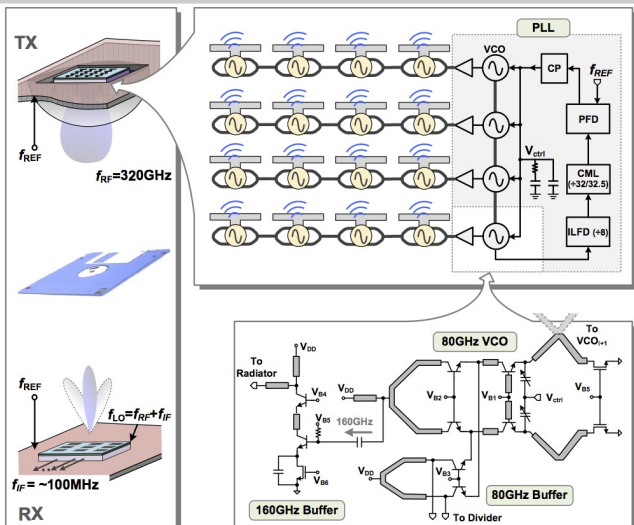 TX
f_REF
f_RF=320GHz
f_REF
f_LO=f_RF+f_IF
f_IF= ~100MHz
RX
PLL
VCO
CP
f_REF
PFD
V_ctrl
CML
(÷32/32.5)
ILFD (÷8)
80GHz VCO
To
VCO_i+1
To
Radiator
V_DD
V_B4
V_DD
V_B5
160GHz
V_B6
160GHz Buffer
V_B2
V_B1
V_ctrl
V_B5
V_DD
V_B3
80GHz Buffer
To Divider